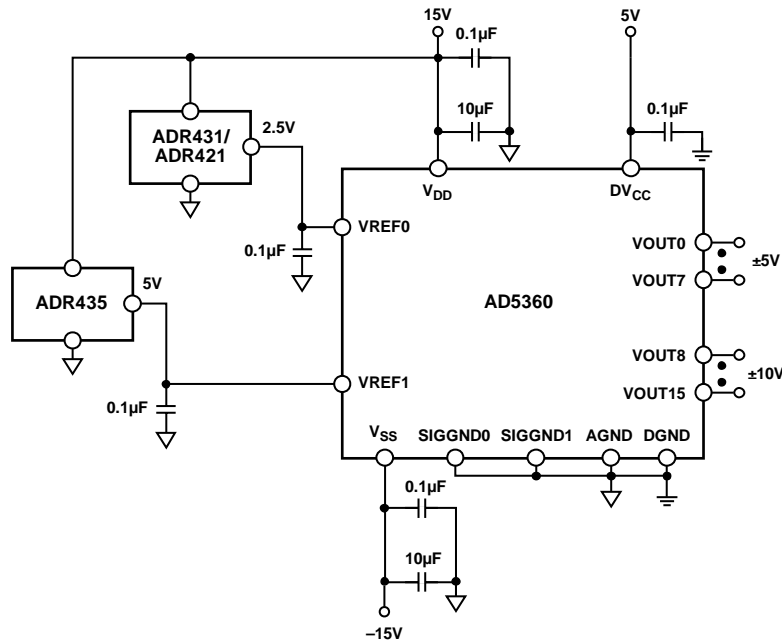 15V
5V
0.1µF
10µF
0.1µF
ADR431/
ADR421
2.5V
V_DD
DV_CC
VREF0
0.1µF
VOUT0
±5V
VOUT7
ADR435
5V
AD5360
VOUT8
±10V
VOUT15
VREF1
0.1µF
V_SS
SIGGND0
SIGGND1
AGND
DGND
0.1µF
10µF
–15V